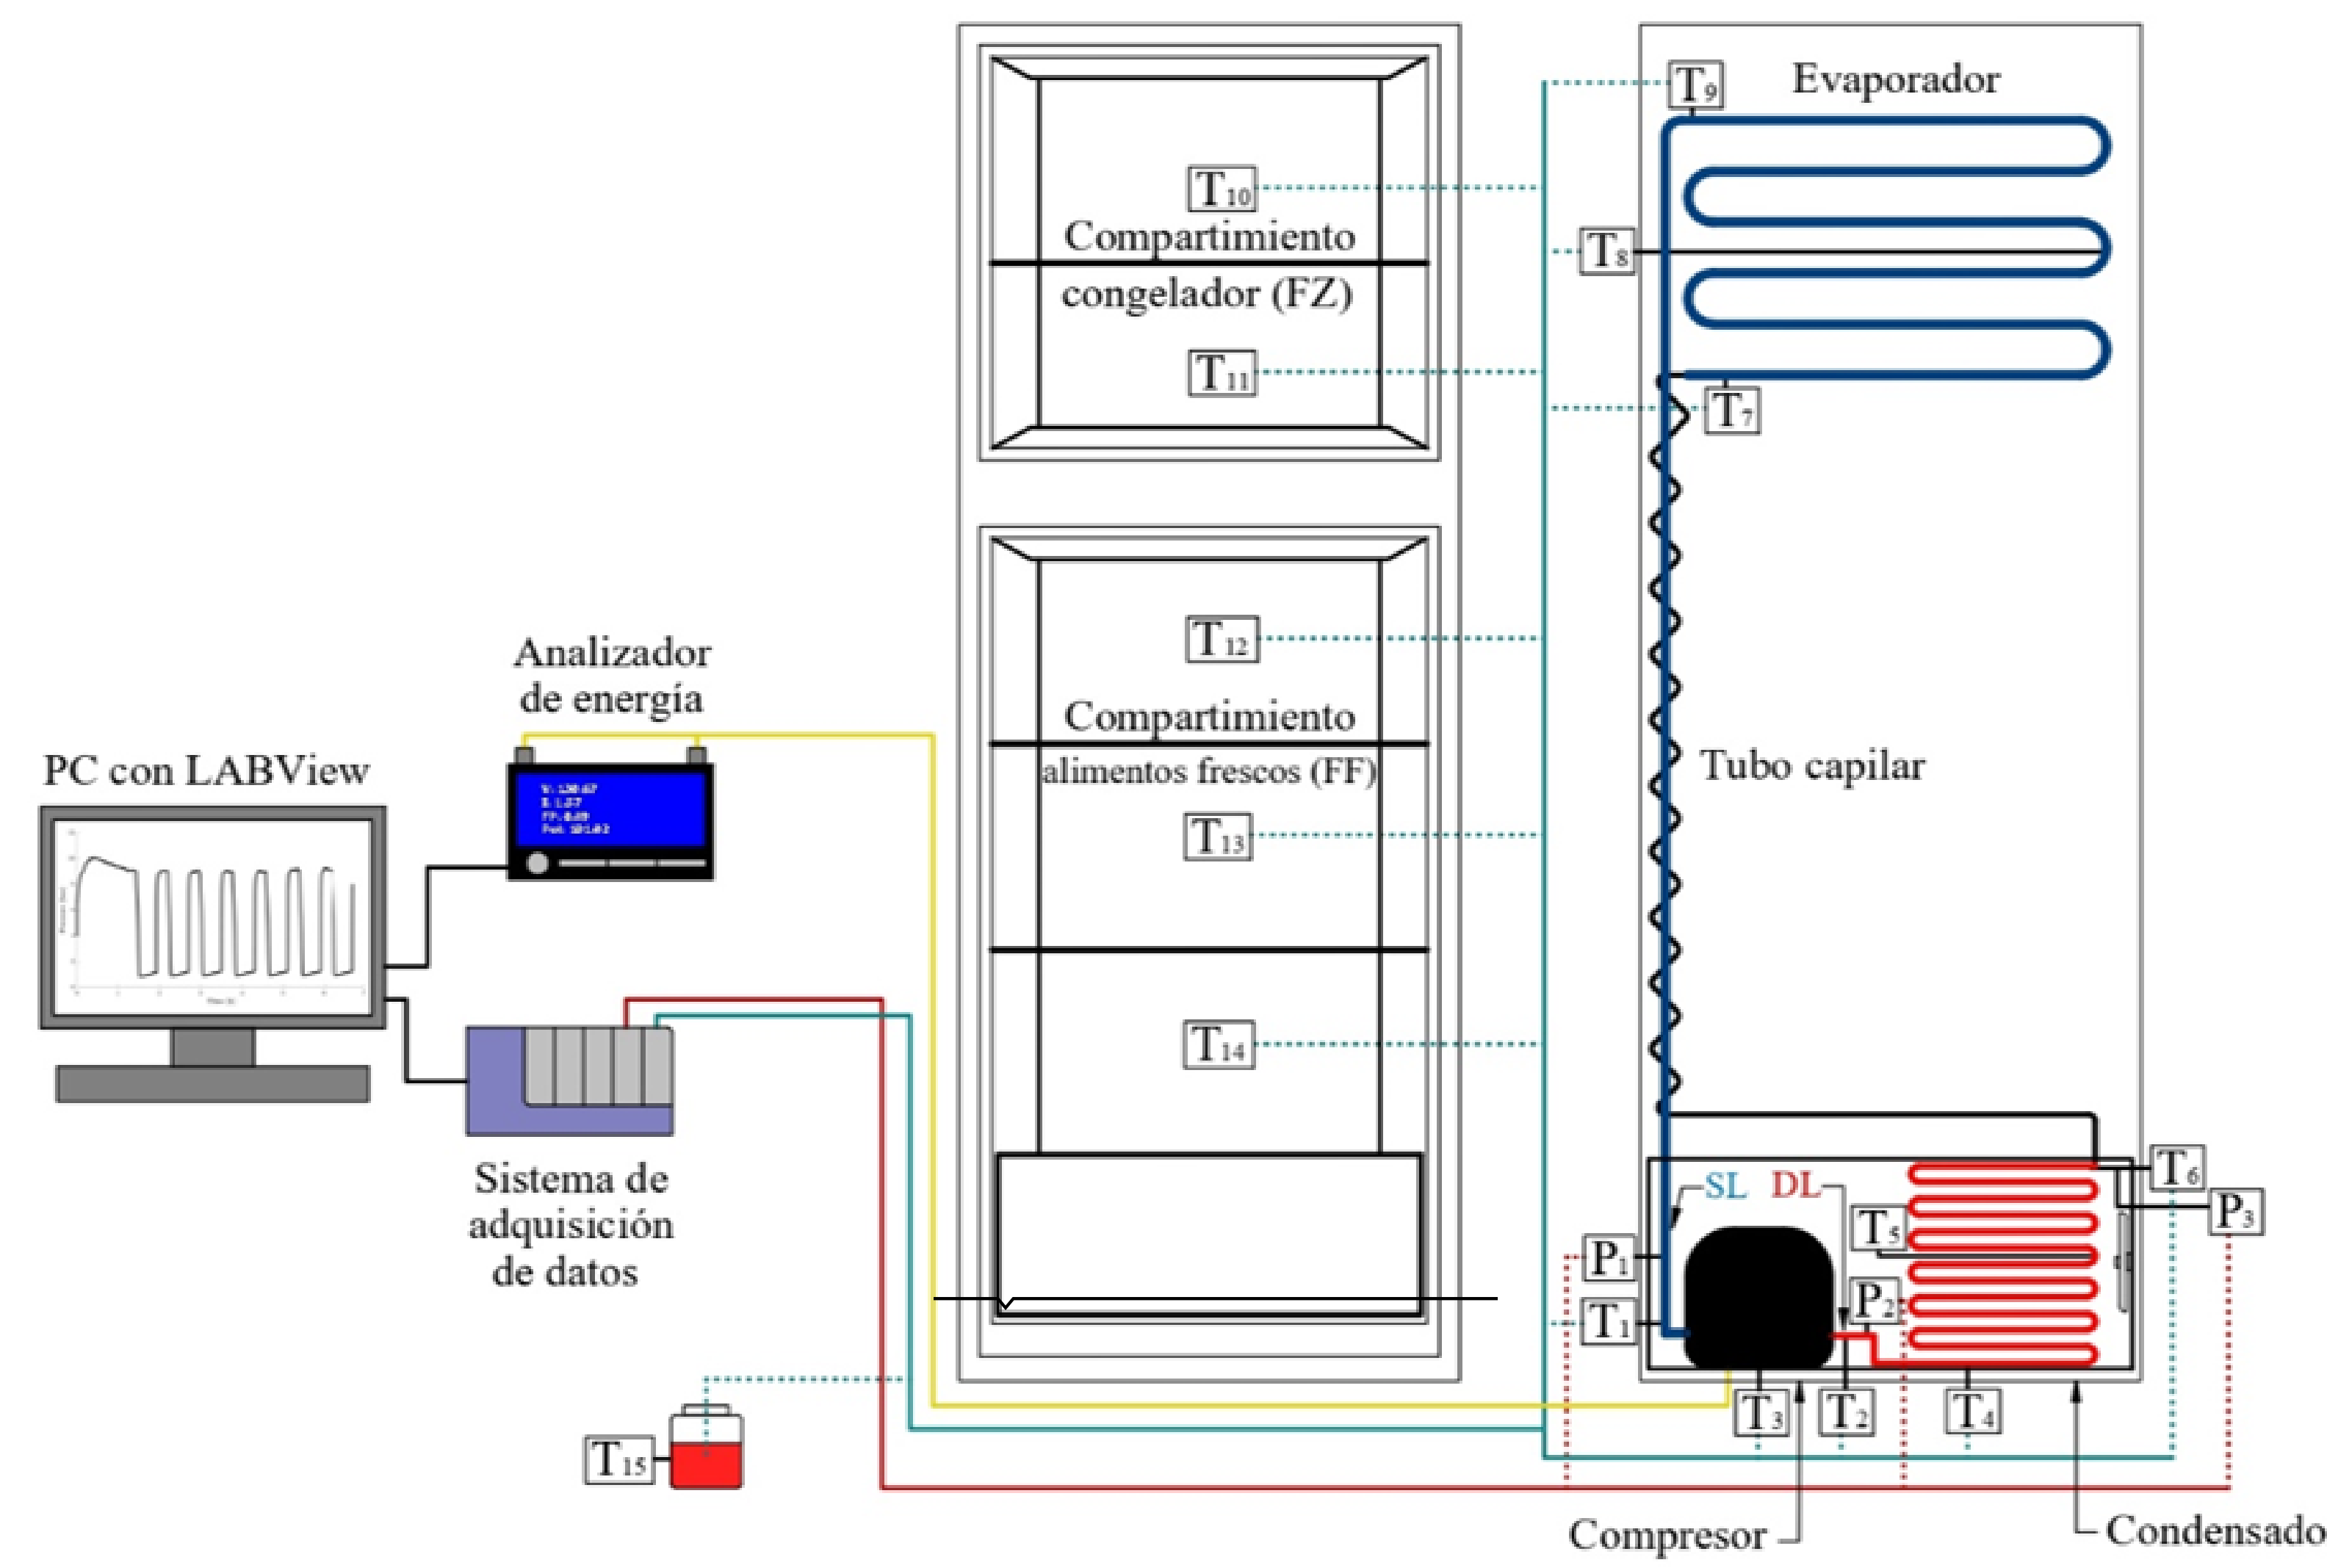 T9
Evaporador
T10
Compartimiento
T8
congelador (FZ)
T11
T7
T12
Analizador
de energía
Compartimiento
alimentos frescos (FF)
PC con LABView
Tubo capilar
T13
T14
Sistema de
adquisición
de datos
SL
DL
T6
P3
T5
P1
P2
T1
T3
T2
T4
T15
Compresor
Condensado